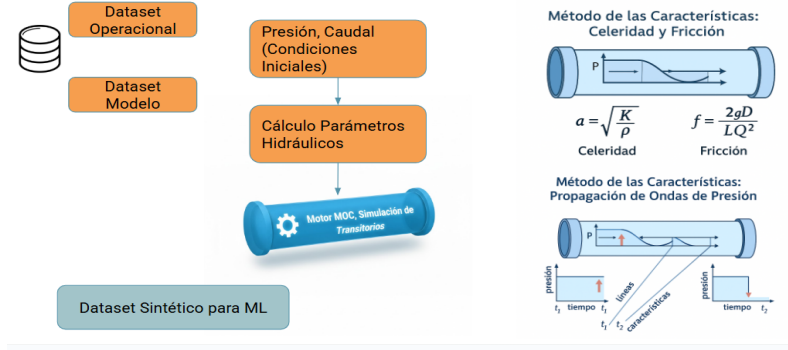 Dataset
Operacional
Dataset
Modelo
Presión, Caudal
(Condiciones
Iniciales)
Cálculo Parámetros
Hidráulicos
Motor MOC, Simulación de
Transitorios
Dataset Sintético para ML
Método de las Características:
Celeridad y Fricción
P
a = √(K/ρ)
f = 2gD/LQ²
Celeridad
Fricción
Método de las Características:
Propagación de Ondas de Presión
P
presión
t₁ tiempo t₁
líneas
características
t₁ t₂
presión
tiempo t₂